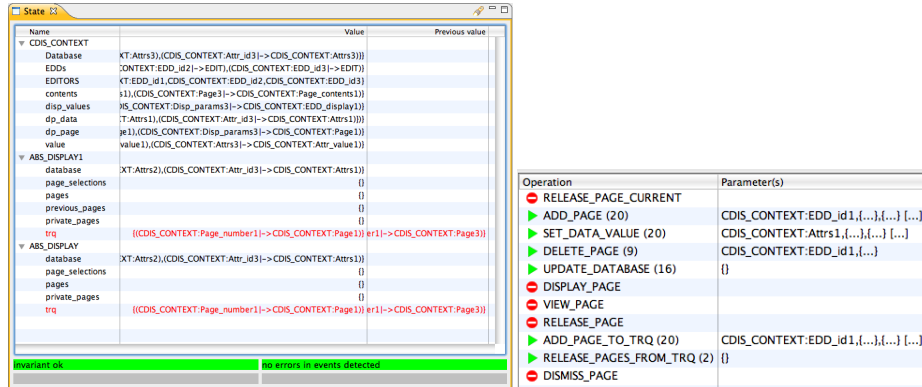 State
Name Value Previous value
CDIS_CONTEXT
Database XT:Attrs3),(CDIS_CONTEXT:Attr_id3|->CDIS_CONTEXT:Attrs3)}
EDDs CONTEXT:EDD_id2|->EDIT),(CDIS_CONTEXT:EDD_id3|->EDIT)}
EDITORS XT:EDD_id1,CDIS_CONTEXT:EDD_id2,CDIS_CONTEXT:EDD_id3}
contents s1),(CDIS_CONTEXT:Page3|->CDIS_CONTEXT:Page_contents1)}
disp_values IS_CONTEXT:Disp_params3|->CDIS_CONTEXT:EDD_display1)}
dp_data T:Attrs1),(CDIS_CONTEXT:Attr_id3|->CDIS_CONTEXT:Attrs1)})}
dp_page ge1),(CDIS_CONTEXT:Disp_params3|->CDIS_CONTEXT:Page1)}
value value1),(CDIS_CONTEXT:Attrs3|->CDIS_CONTEXT:Attr_value1)}
ABS_DISPLAY1
database XT:Attrs2),(CDIS_CONTEXT:Attr_id3|->CDIS_CONTEXT:Attrs1)}
page_selections {}
pages {}
previous_pages {}
private_pages {}
trq {(CDIS_CONTEXT:Page_number1|->CDIS_CONTEXT:Page1)} er1|->CDIS_CONTEXT:Page3)}
ABS_DISPLAY
database XT:Attrs2),(CDIS_CONTEXT:Attr_id3|->CDIS_CONTEXT:Attrs1)}
page_selections {}
pages {}
private_pages {}
trq {(CDIS_CONTEXT:Page_number1|->CDIS_CONTEXT:Page1)} er1|->CDIS_CONTEXT:Page3)}
invariant ok no errors in events detected
Operation Parameter(s)
RELEASE_PAGE_CURRENT
ADD_PAGE (20) CDIS_CONTEXT:EDD_id1,{...},{...} [...]
SET_DATA_VALUE (20) CDIS_CONTEXT:Attrs1,{...},{...} [...]
DELETE_PAGE (9) CDIS_CONTEXT:EDD_id1,{...}
UPDATE_DATABASE (16) {}
DISPLAY_PAGE
VIEW_PAGE
RELEASE_PAGE
ADD_PAGE_TO_TRQ (20) CDIS_CONTEXT:EDD_id1,{...},{...} [...]
RELEASE_PAGES_FROM_TRQ (2) {}
DISMISS_PAGE